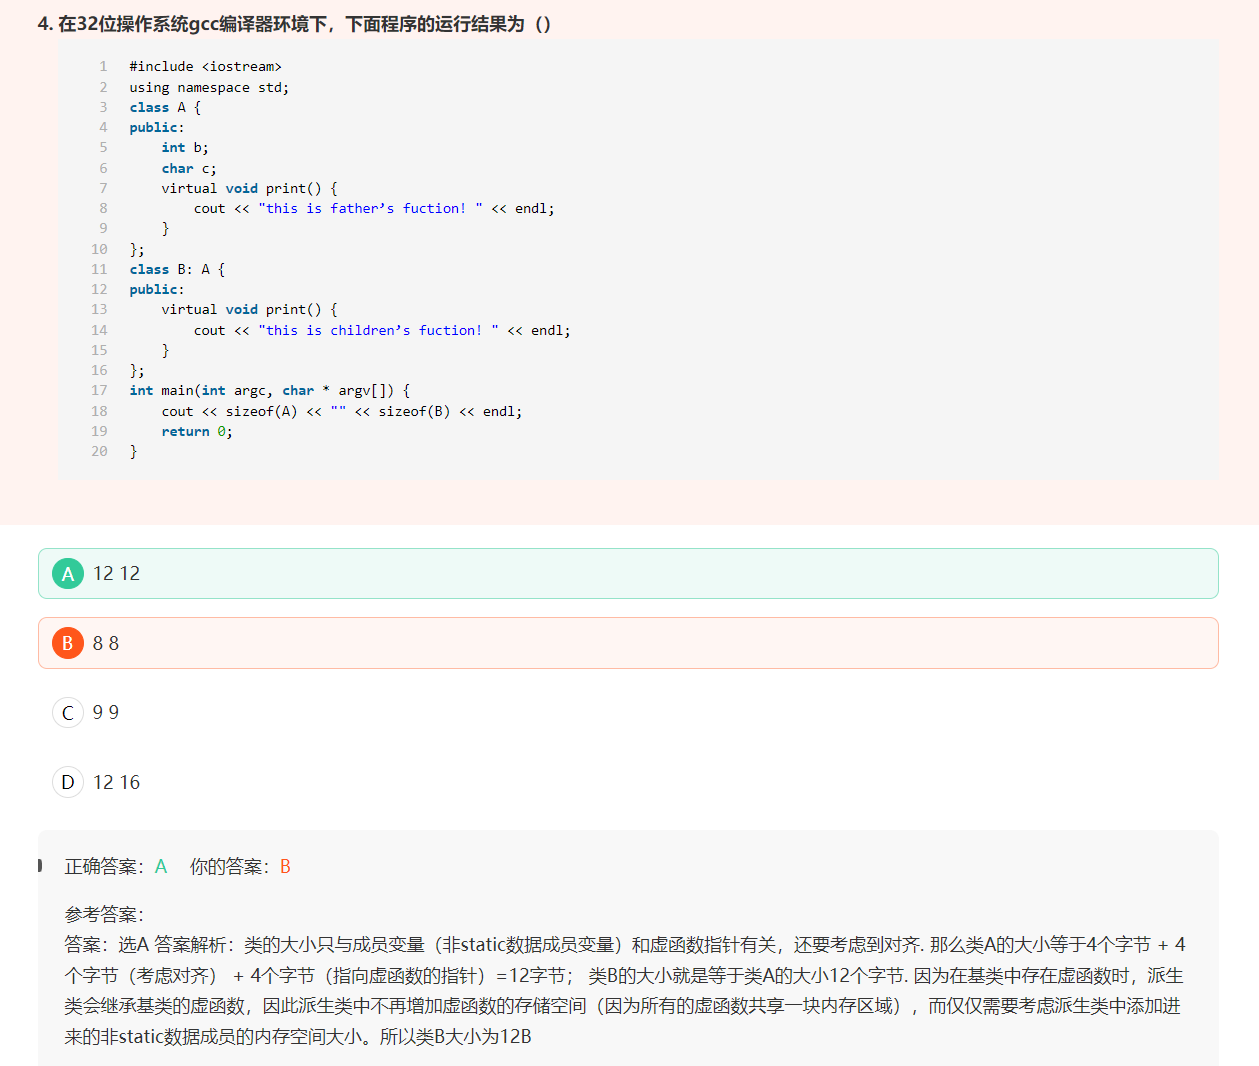 4. 在32位操作系统gcc编译器环境下，下面程序的运行结果为（）
1 #include <iostream>
2 using namespace std;
3 class A {
4 public:
5     int b;
6     char c;
7     virtual void print() {
8         cout << "this is father’s fuction! " << endl;
9     }
10 };
11 class B: A {
12 public:
13     virtual void print() {
14         cout << "this is children’s fuction! " << endl;
15     }
16 };
17 int main(int argc, char * argv[]) {
18     cout << sizeof(A) << "" << sizeof(B) << endl;
19     return 0;
20 }
A 12 12
B 8 8
C 9 9
D 12 16
正确答案：A 你的答案：B
参考答案：
答案：选A 答案解析：类的大小只与成员变量（非static数据成员变量）和虚函数指针有关，还要考虑到对齐. 那么类A的大小等于4个字节 + 4
个字节（考虑对齐） + 4个字节（指向虚函数的指针）=12字节； 类B的大小就是等于类A的大小12个字节. 因为在基类中存在虚函数时，派生
类会继承基类的虚函数，因此派生类中不再增加虚函数的存储空间（因为所有的虚函数共享一块内存区域），而仅仅需要考虑派生类中添加进
来的非static数据成员的内存空间大小。所以类B大小为12B